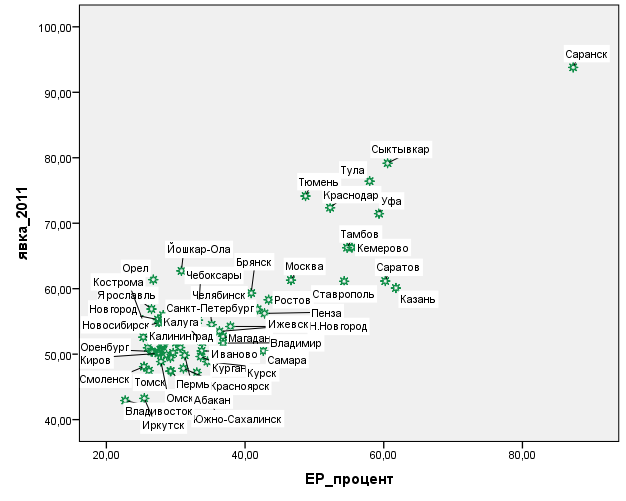 100,00
Саранск
90,00
80,00
Сыктывкар
Тула
Тюмень
Краснодар
Уфа
70,00
Тамбов
Кемерово
Йошкар-Ола
Брянск
Москва
Орел
Чебоксары
Саратов
Кострома
60,00
Ярославль
Челябинск
Ставрополь
Казань
Ростов
Новгород
Санкт-Петербург
Пенза
Новосибирск
Калуга
Ижевск
Н.Новгород
Калининград
Магадан
Владимир
Оренбург
50,00
Иваново
Киров
Самара
Курган
Курск
Смоленск
Томск
Пермь
Красноярск
Омск
Абакан
40,00
Владивосток
Южно-Сахалинск
Иркутск
20,00
40,00
60,00
80,00
ЕР_процент
явка_2011